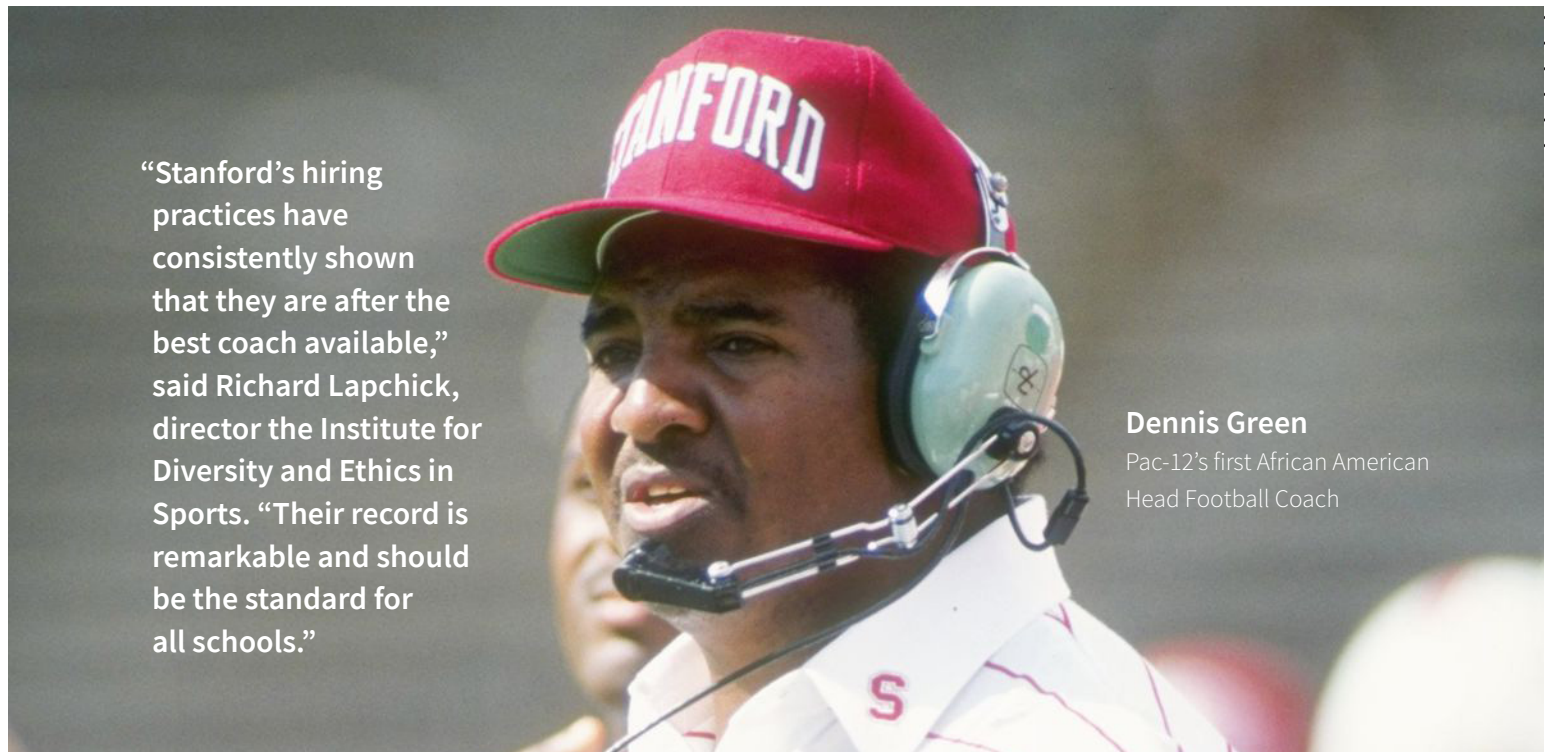 “Stanford’s hiring
practices have
consistently shown
that they are after the
best coach available,”
said Richard Lapchick,
director the Institute for
Diversity and Ethics in
Sports. “Their record is
remarkable and should
be the standard for
all schools.”
STANFORD
Dennis Green
Pac-12’s first African American
Head Football Coach
S